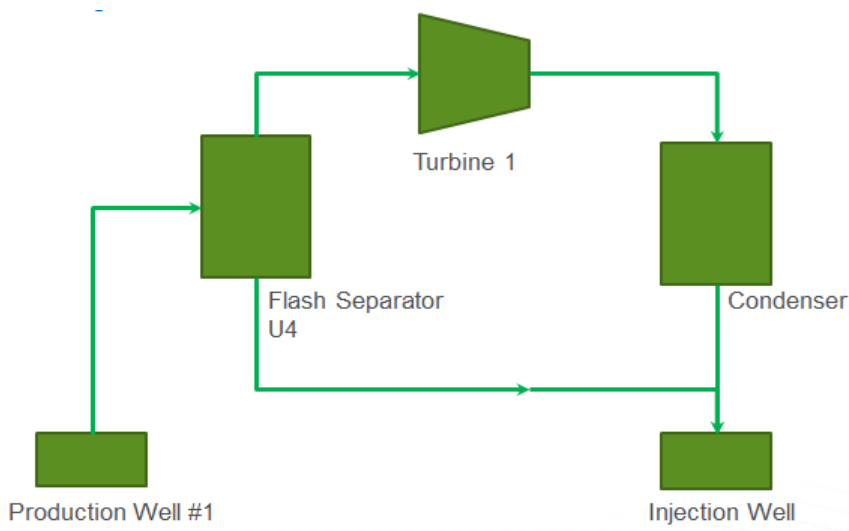 Turbine 1
Flash Separator
U4
Condenser
Production Well #1
Injection Well